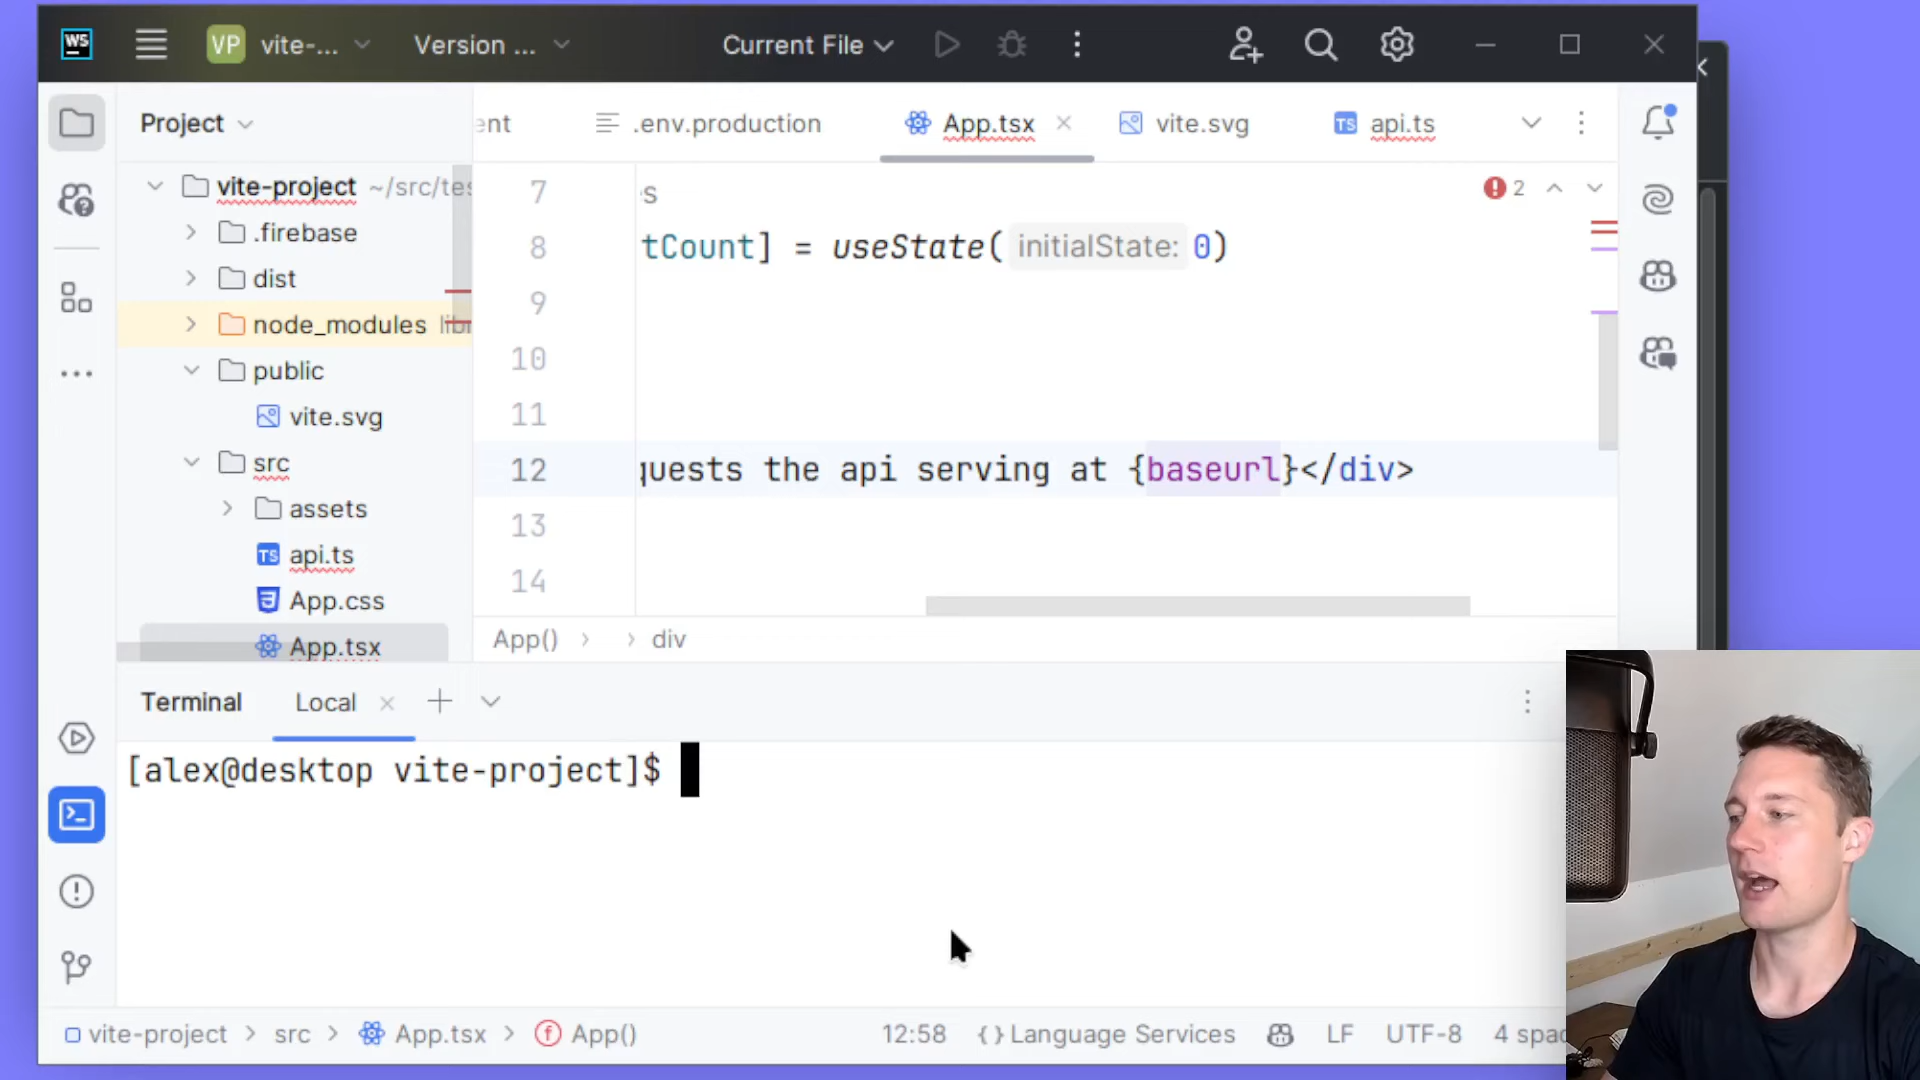 WS
VP vite-... Version ... Current File
Project
ent .env.production App.tsx vite.svg api.ts
vite-project ~/src/tes
.firebase
dist
node_modules
public
vite.svg
src
assets
api.ts
App.css
App.tsx
7 s
8 tCount] = useState( initialState: 0)
9
10
11
12 quests the api serving at {baseurl}</div>
13
14
2
App() > > div
Terminal Local
[alex@desktop vite-project]$
vite-project > src > App.tsx > App()
12:58 {} Language Services LF UTF-8 4 spac